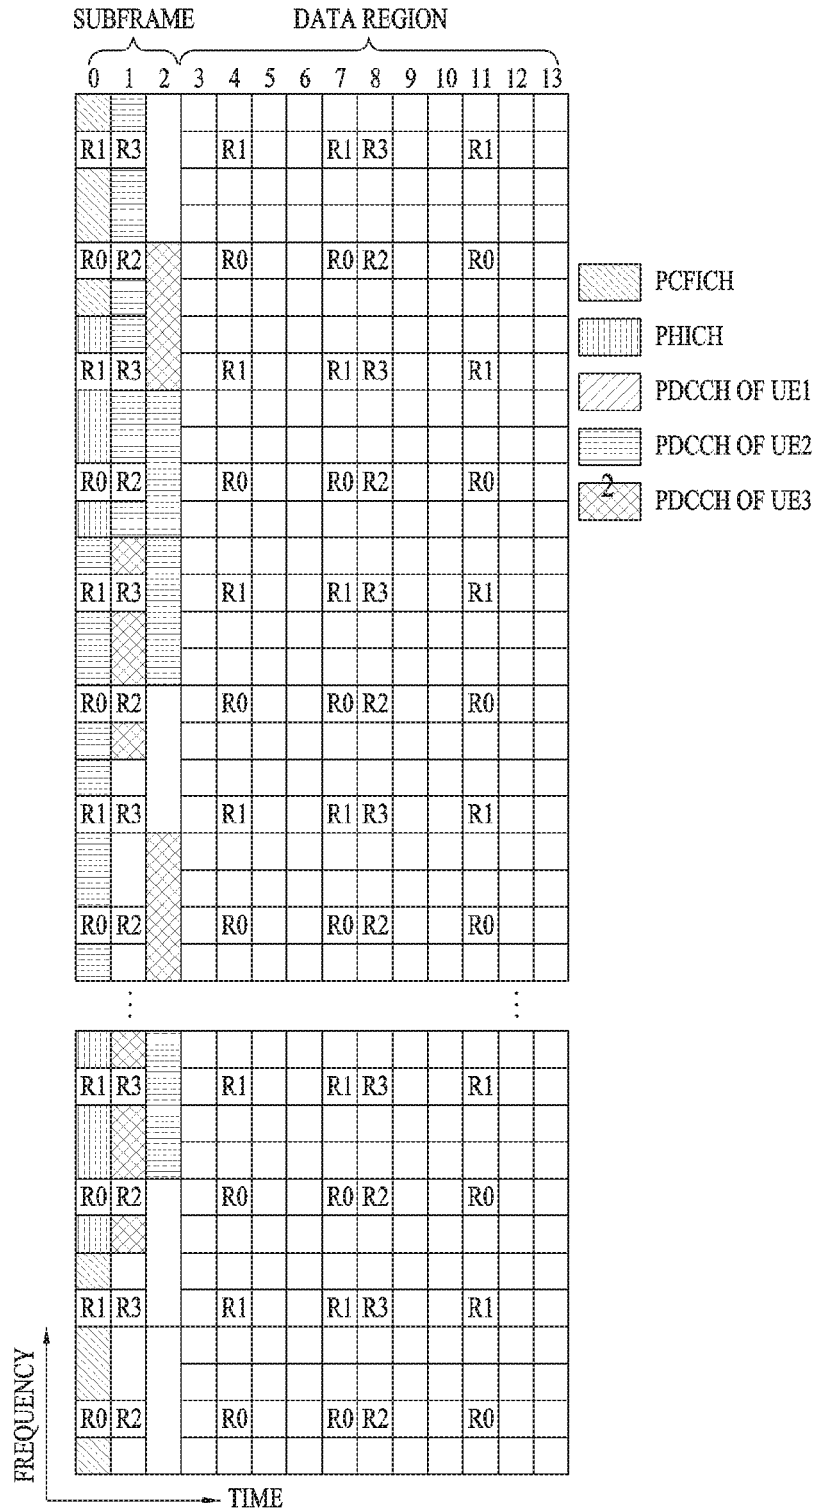 SUBFRAME DATA REGION
0 1 2 3 4 5 6 7 8 9 10 11 12 13
R1 R3 R1 R1 R3 R1
R0 R2 R0 R0 R2 R0
PCFICH
PHICH
R1 R3 R1 R1 R3 R1
PDCCH OF UE1
PDCCH OF UE2
R0 R2 R0 R0 R2 R0
2
PDCCH OF UE3
R1 R3 R1 R1 R3 R1
R0 R2 R0 R0 R2 R0
R1 R3 R1 R1 R3 R1
R0 R2 R0 R0 R2 R0
R1 R3 R1 R1 R3 R1
R0 R2 R0 R0 R2 R0
R1 R3 R1 R1 R3 R1
R0 R2 R0 R0 R2 R0
FREQUENCY
TIME